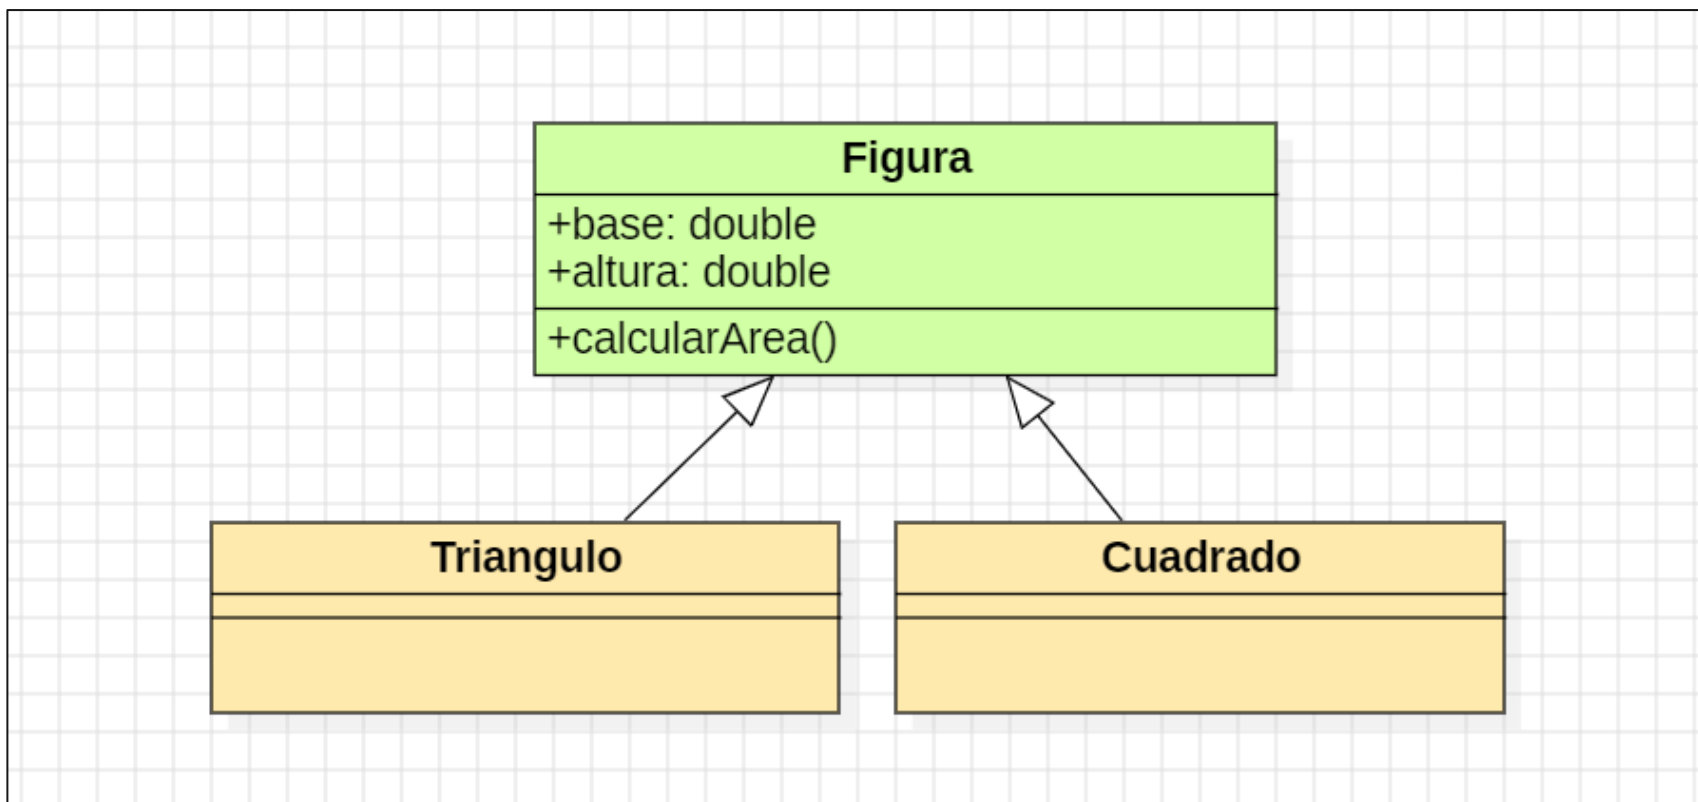 Figura
+base: double
+altura: double
+calcularArea()
Triangulo
Cuadrado